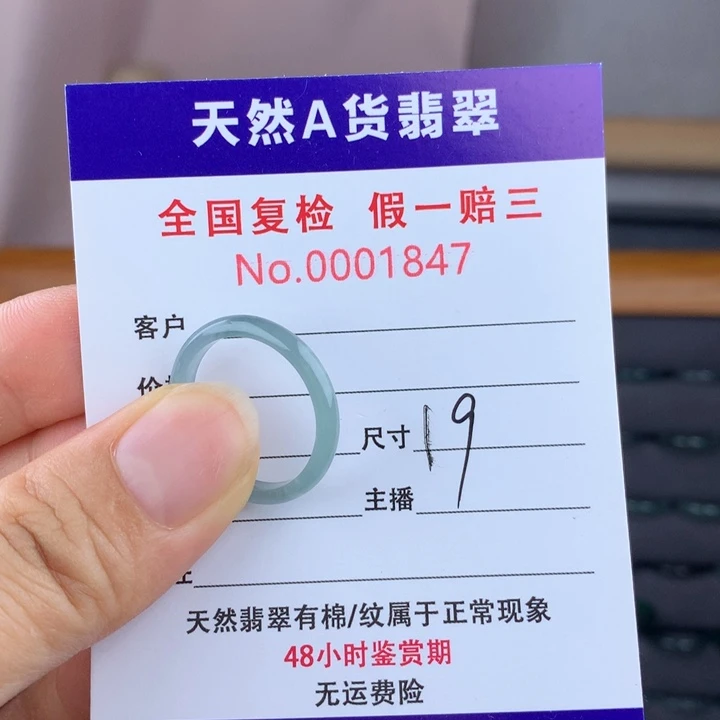 天然A货翡翠
全国复检 假一赔三
No.0001847
客户
价
尺寸 19
主播
天然翡翠有棉/纹属于正常现象
48小时鉴赏期
无运费险